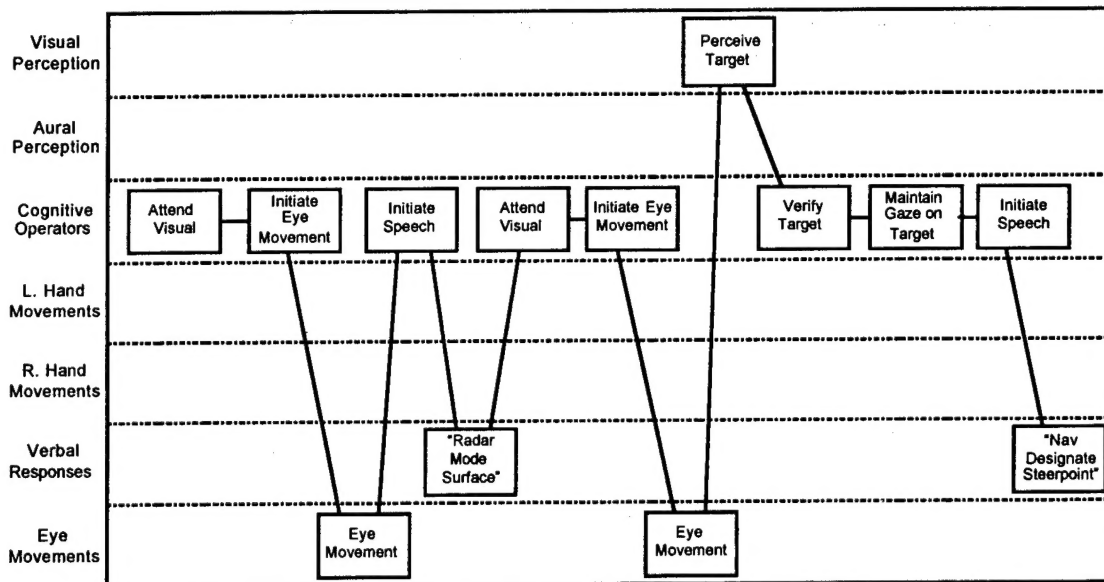 Visual
Perception
Perceive
Target
Aural
Perception
Cognitive
Operators
Attend
Visual
Initiate
Eye
Movement
Initiate
Speech
Attend
Visual
Initiate Eye
Movement
Verify
Target
Maintain
Gaze on
Target
Initiate
Speech
L. Hand
Movements
R. Hand
Movements
Verbal
Responses
"Radar
Mode
Surface"
"Nav
Designate
Steerpoint"
Eye
Movements
Eye
Movement
Eye
Movement